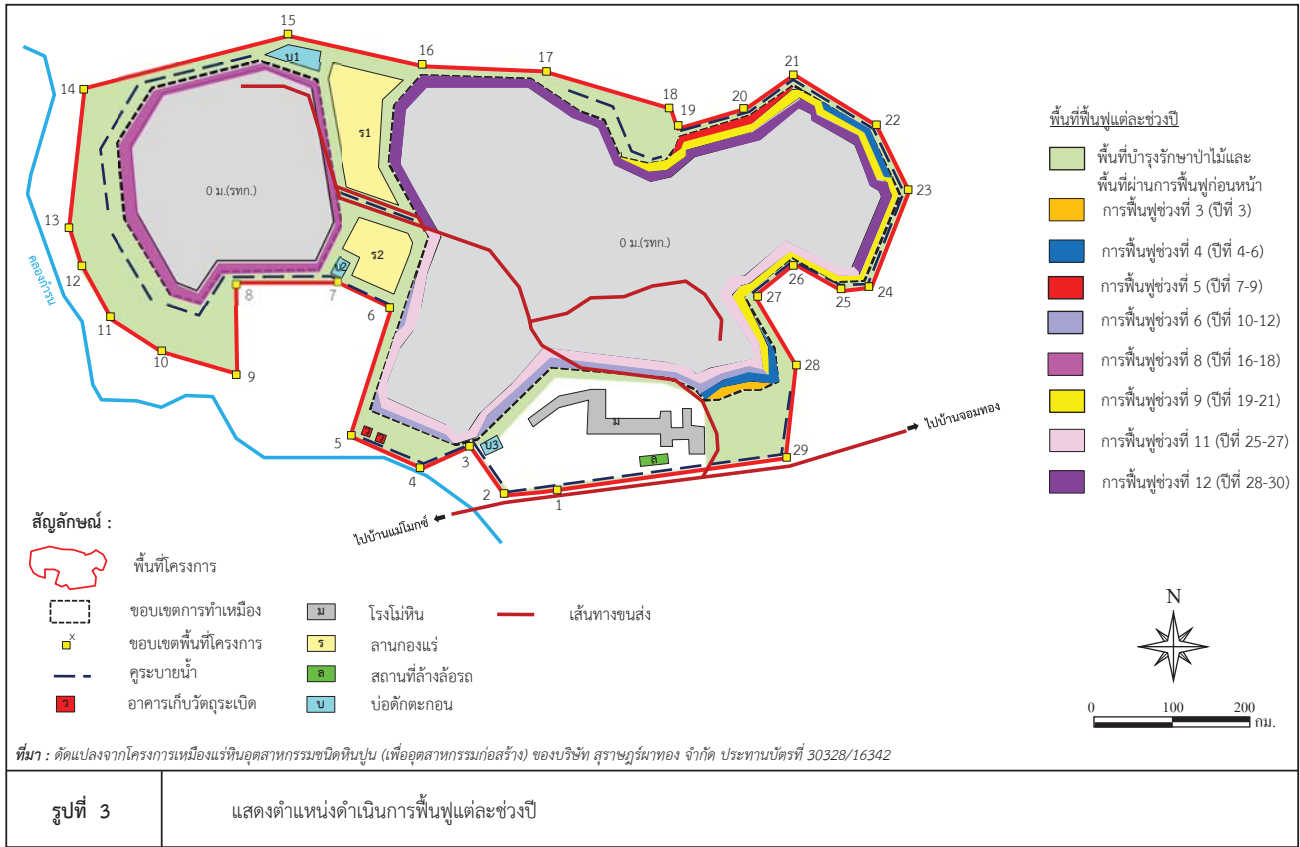 15
16
17
14
18
19
20
21
22
23
บ1
ร1
0 ม.(รทก.)
0 ม.(รทก.)
13
12
คลองกำรน
บ2
ร2
8
7
6
11
10
9
26
27
25
24
28
5
ว
ว
4
3
บ3
ม
ล
2
1
29
ไปบ้านจอมทอง
ไปบ้านแม่โมกข์
พื้นที่ฟื้นฟูแต่ละช่วงปี
พื้นที่บำรุงรักษาป่าไม้และ
พื้นที่ผ่านการฟื้นฟูก่อนหน้า
การฟื้นฟูช่วงที่ 3 (ปีที่ 3)
การฟื้นฟูช่วงที่ 4 (ปีที่ 4-6)
การฟื้นฟูช่วงที่ 5 (ปีที่ 7-9)
การฟื้นฟูช่วงที่ 6 (ปีที่ 10-12)
การฟื้นฟูช่วงที่ 8 (ปีที่ 16-18)
การฟื้นฟูช่วงที่ 9 (ปีที่ 19-21)
การฟื้นฟูช่วงที่ 11 (ปีที่ 25-27)
การฟื้นฟูช่วงที่ 12 (ปีที่ 28-30)
สัญลักษณ์ :
พื้นที่โครงการ
ขอบเขตการทำเหมือง
x ขอบเขตพื้นที่โครงการ
คูระบายน้ำ
ว อาคารเก็บวัตถุระเบิด
ม โรงโม่หิน
ร ลานกองแร่
ล สถานที่ล้างล้อรถ
บ บ่อดักตะกอน
เส้นทางขนส่ง
N
0 100 200
กม.
ที่มา : ดัดแปลงจากโครงการเหมืองแร่หินอุตสาหกรรมชนิดหินปูน (เพื่ออุตสาหกรรมก่อสร้าง) ของบริษัท สุราษฎร์ผาทอง จำกัด ประทานบัตรที่ 30328/16342
รูปที่ 3 แสดงตำแหน่งดำเนินการฟื้นฟูแต่ละช่วงปี